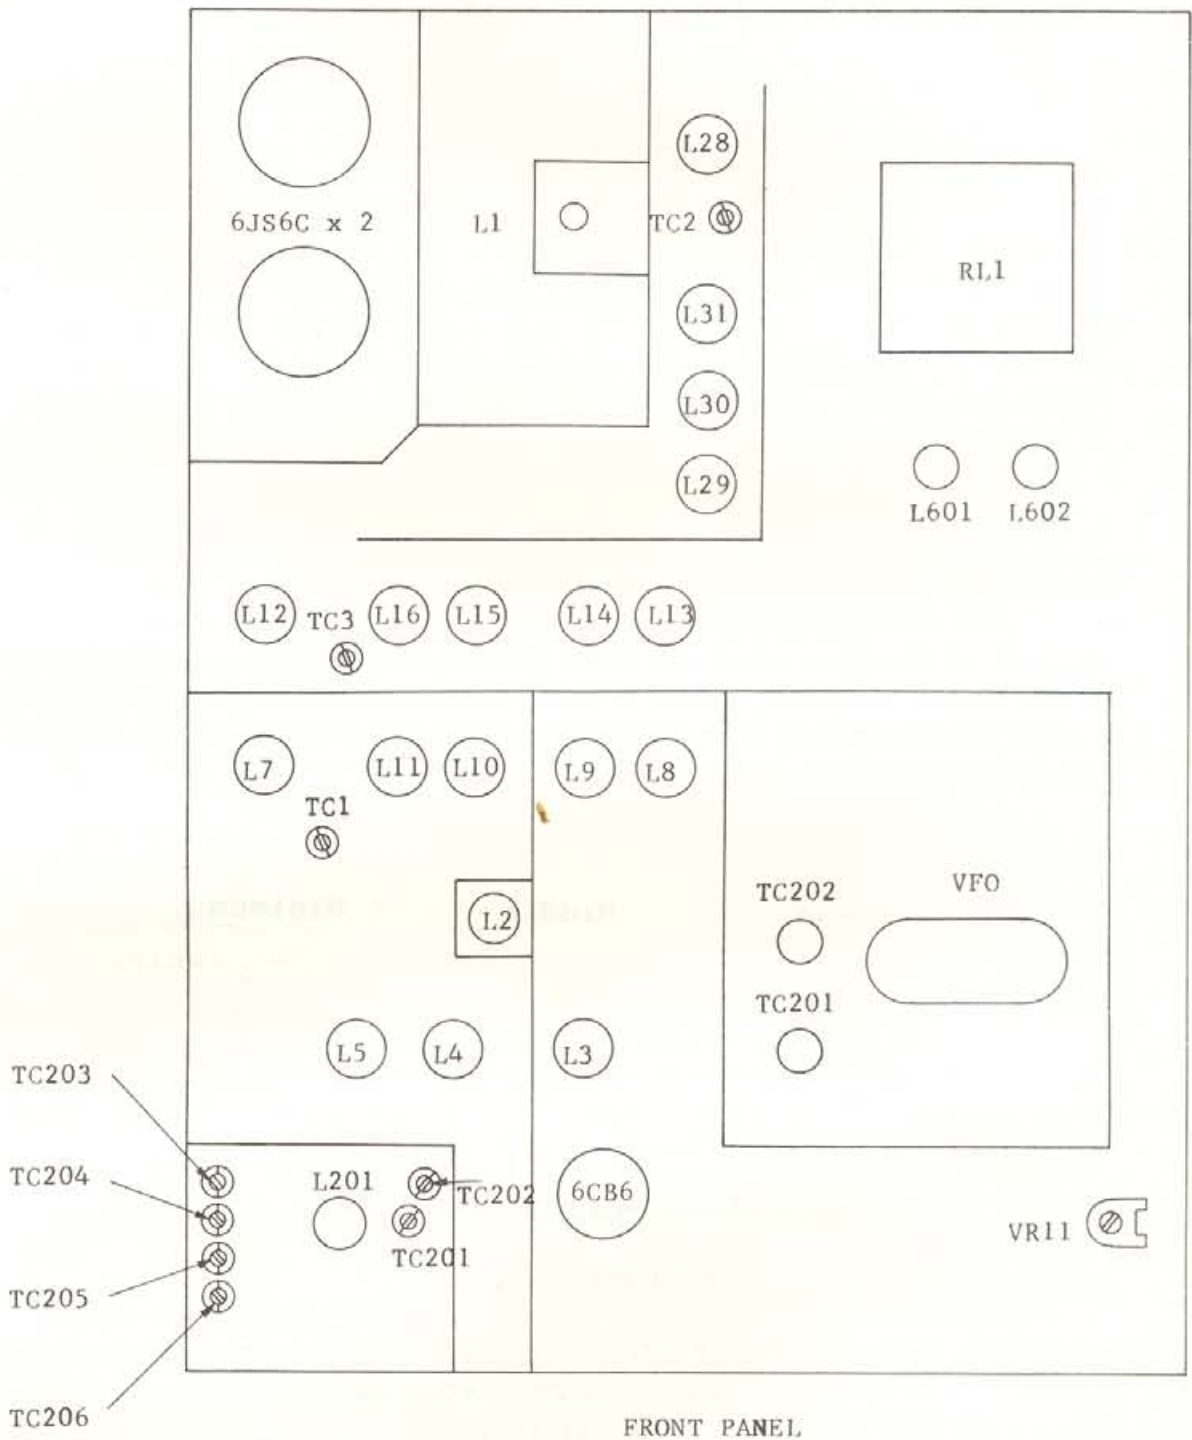 L28
6JS6C x 2
L1
TC2
RL1
L31
L30
L29
L601
L602
L12
TC3
L16
L15
L14
L13
L7
L11
L10
L9
L8
TC1
L2
TC202
VFO
TC201
L5
L4
L3
TC203
TC204
L201
TC202
6CB6
TC201
VR11
TC205
TC206
FRONT PANEL